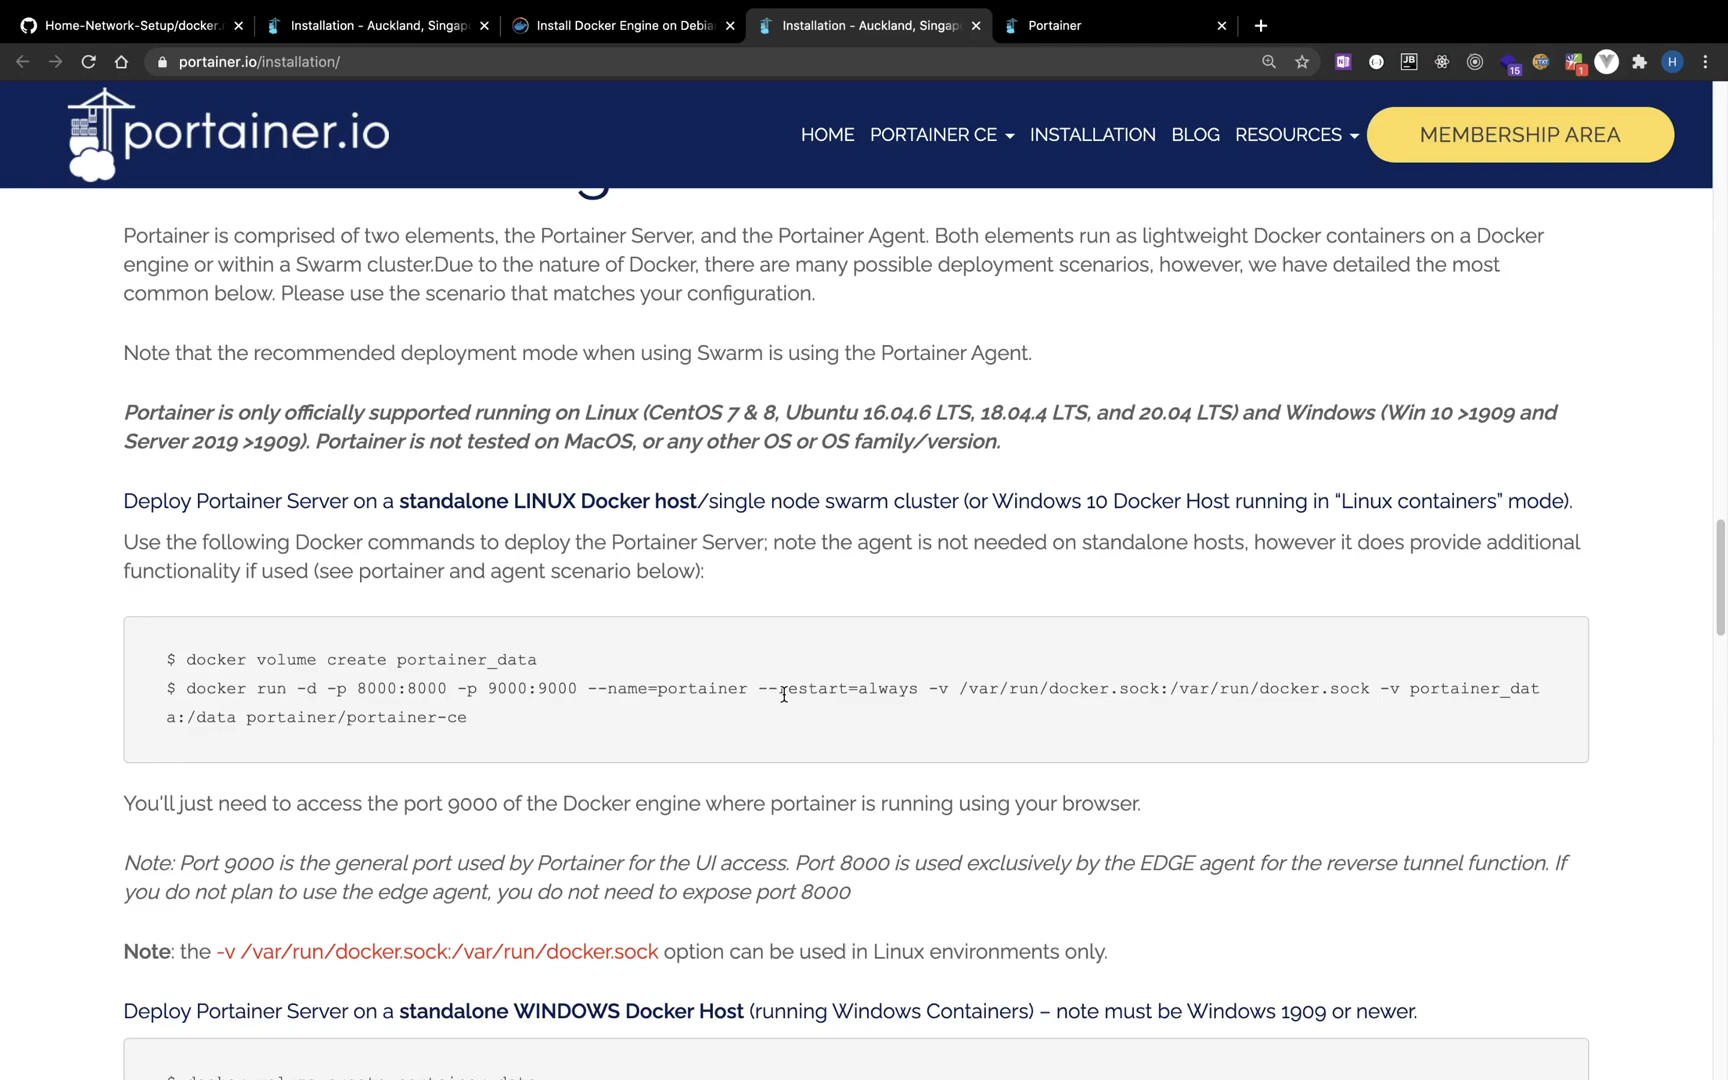 Home-Network-Setup/docker.
Installation - Auckland, Singap
Install Docker Engine on Debia
Installation - Auckland, Singap
Portainer
portainer.io/installation/
JB
15
1
H
portainer.io
HOME PORTAINER CE INSTALLATION BLOG RESOURCES MEMBERSHIP AREA
Portainer is comprised of two elements, the Portainer Server, and the Portainer Agent. Both elements run as lightweight Docker containers on a Docker
engine or within a Swarm cluster.Due to the nature of Docker, there are many possible deployment scenarios, however, we have detailed the most
common below. Please use the scenario that matches your configuration.
Note that the recommended deployment mode when using Swarm is using the Portainer Agent.
Portainer is only officially supported running on Linux (CentOS 7 & 8, Ubuntu 16.04.6 LTS, 18.04.4 LTS, and 20.04 LTS) and Windows (Win 10 >1909 and
Server 2019 >1909). Portainer is not tested on MacOS, or any other OS or OS family/version.
Deploy Portainer Server on a standalone LINUX Docker host/single node swarm cluster (or Windows 10 Docker Host running in “Linux containers” mode).
Use the following Docker commands to deploy the Portainer Server; note the agent is not needed on standalone hosts, however it does provide additional
functionality if used (see portainer and agent scenario below):
$ docker volume create portainer_data
$ docker run -d -p 8000:8000 -p 9000:9000 --name=portainer --restart=always -v /var/run/docker.sock:/var/run/docker.sock -v portainer_dat
a:/data portainer/portainer-ce
You'll just need to access the port 9000 of the Docker engine where portainer is running using your browser.
Note: Port 9000 is the general port used by Portainer for the UI access. Port 8000 is used exclusively by the EDGE agent for the reverse tunnel function. If
you do not plan to use the edge agent, you do not need to expose port 8000
Note: the -v /var/run/docker.sock:/var/run/docker.sock option can be used in Linux environments only.
Deploy Portainer Server on a standalone WINDOWS Docker Host (running Windows Containers) – note must be Windows 1909 or newer.